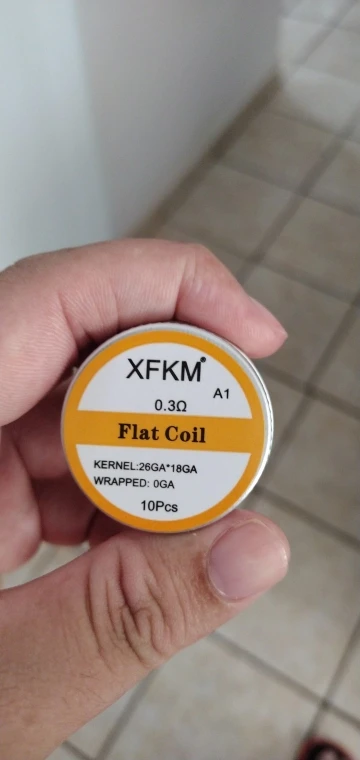 XFKM®
A1
0.3Ω
Flat Coil
KERNEL:26GA*18GA
WRAPPED: 0GA
10Pcs